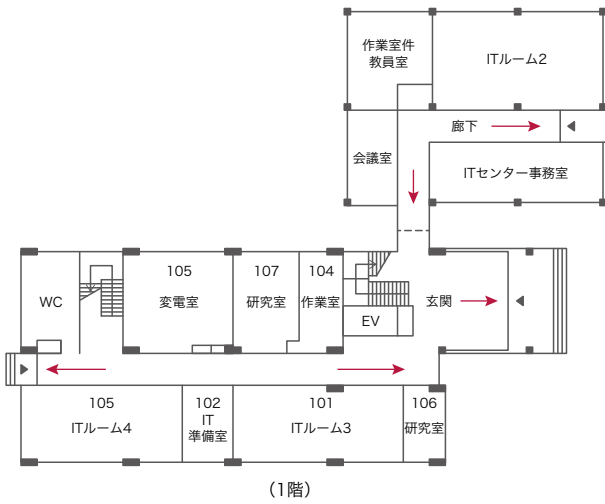 作業室件
教員室
ITルーム2
廊下
会議室
ITセンター事務室
WC
105
変電室
107
研究室
104
作業室
EV
玄関
105
ITルーム4
102
IT
準備室
101
ITルーム3
106
研究室
（1階）